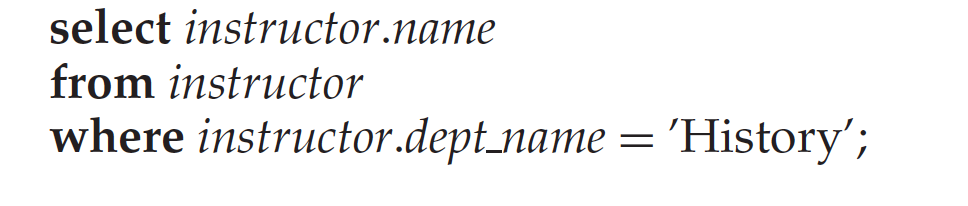 select instructor.name
from instructor
where instructor.dept_name = ’History’;